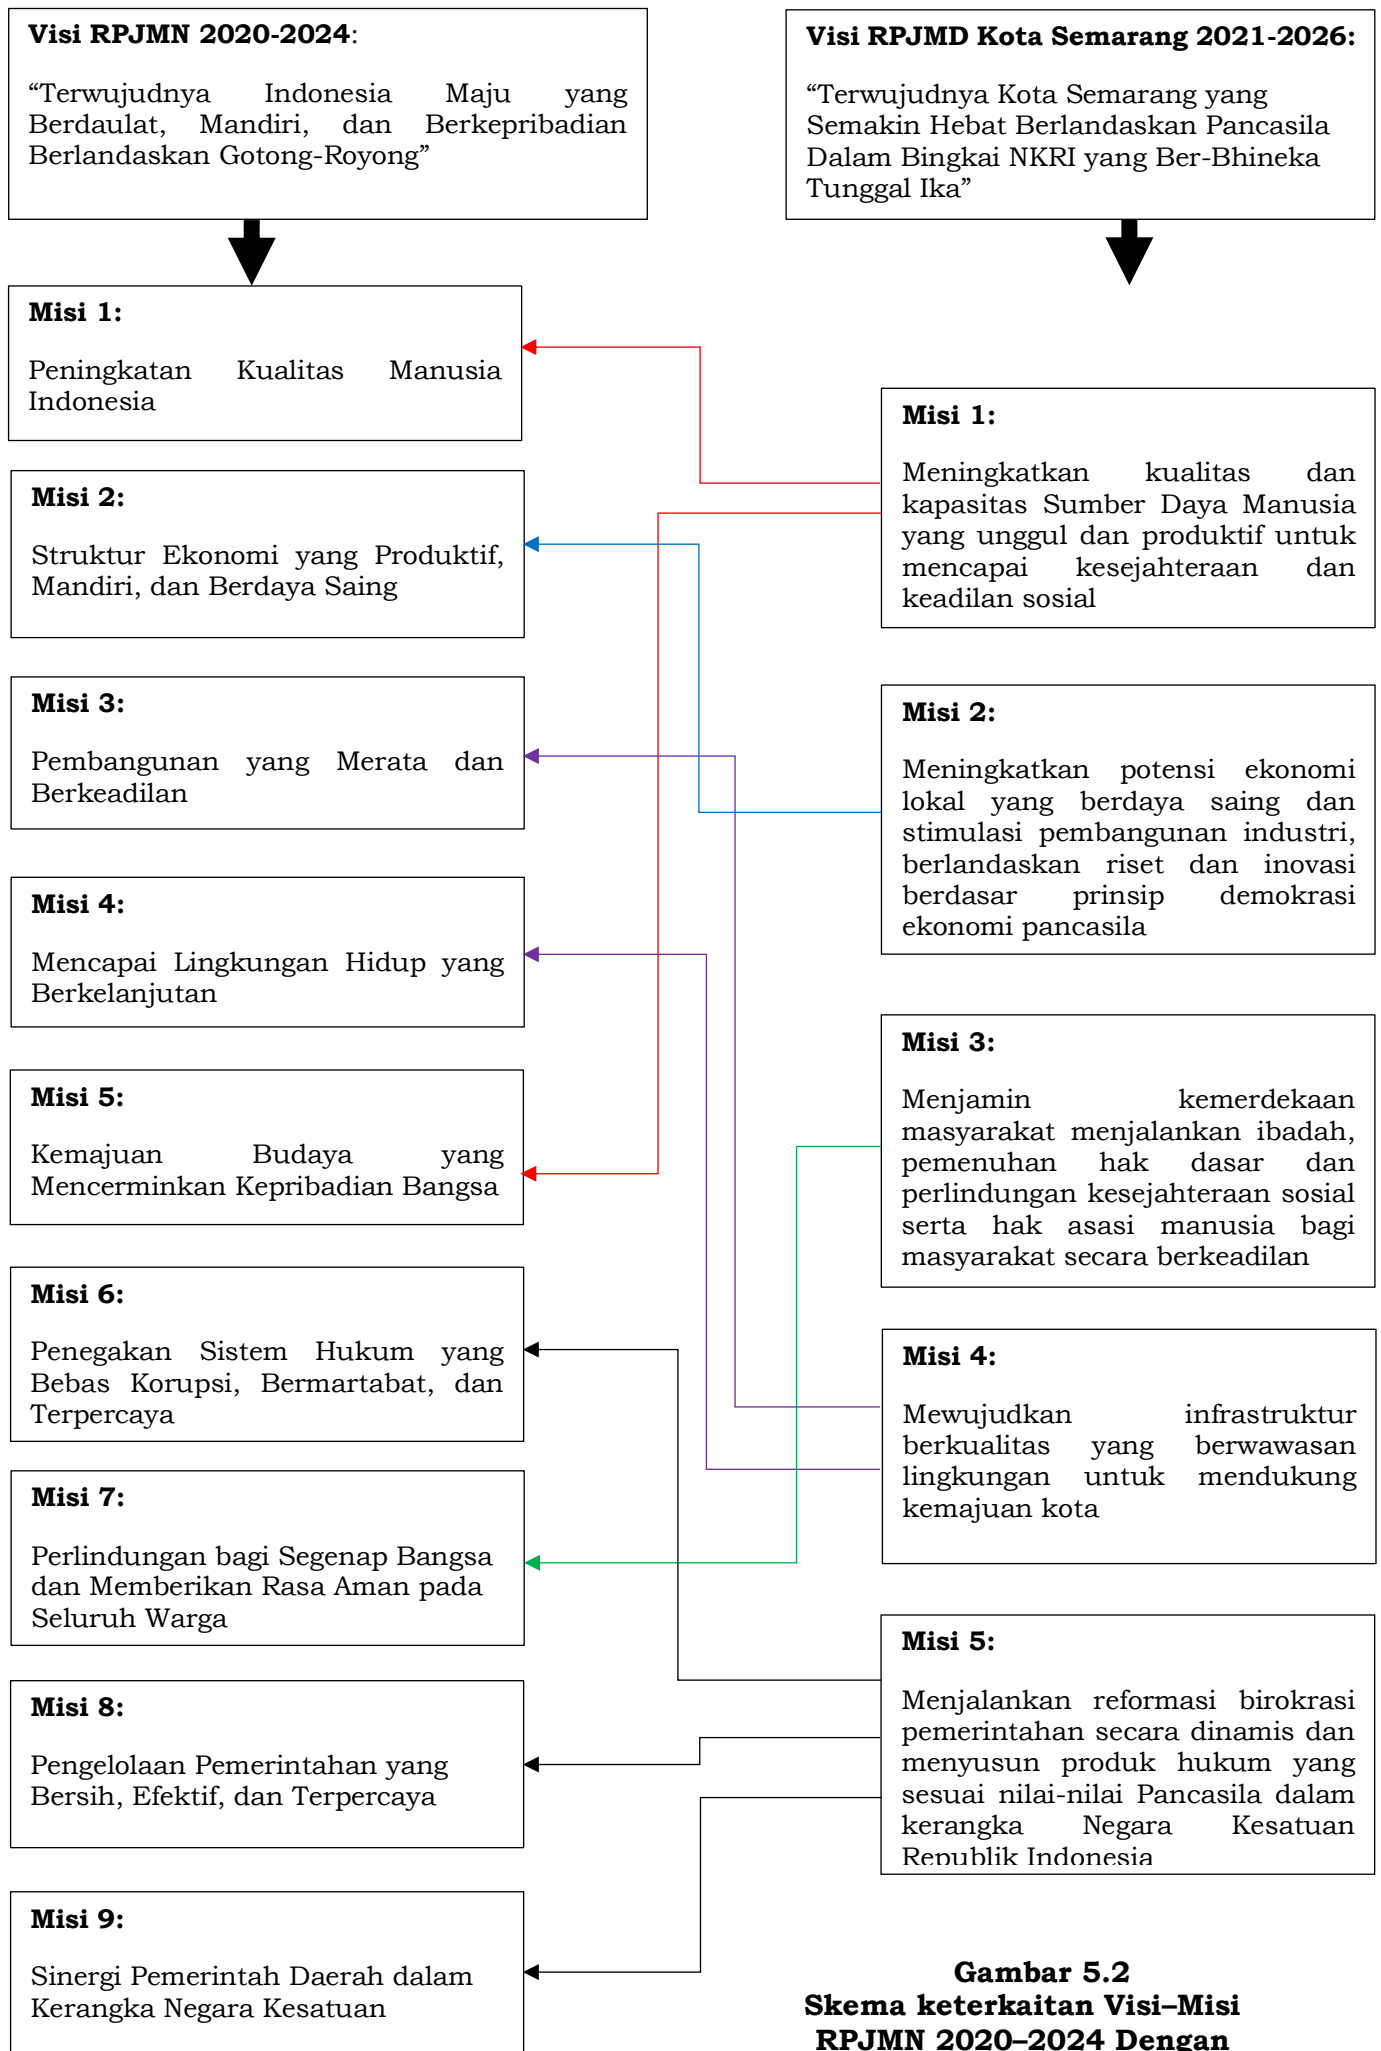 Visi RPJMN 2020-2024:
“Terwujudnya Indonesia Maju yang
Berdaulat, Mandiri, dan Berkepribadian
Berlandaskan Gotong-Royong”
Visi RPJMD Kota Semarang 2021-2026:
“Terwujudnya Kota Semarang yang
Semakin Hebat Berlandaskan Pancasila
Dalam Bingkai NKRI yang Ber-Bhineka
Tunggal Ika”
Misi 1:
Peningkatan Kualitas Manusia
Indonesia
Misi 2:
Struktur Ekonomi yang Produktif,
Mandiri, dan Berdaya Saing
Misi 3:
Pembangunan yang Merata dan
Berkeadilan
Misi 4:
Mencapai Lingkungan Hidup yang
Berkelanjutan
Misi 5:
Kemajuan Budaya yang
Mencerminkan Kepribadian Bangsa
Misi 6:
Penegakan Sistem Hukum yang
Bebas Korupsi, Bermartabat, dan
Terpercaya
Misi 7:
Perlindungan bagi Segenap Bangsa
dan Memberikan Rasa Aman pada
Seluruh Warga
Misi 8:
Pengelolaan Pemerintahan yang
Bersih, Efektif, dan Terpercaya
Misi 9:
Sinergi Pemerintah Daerah dalam
Kerangka Negara Kesatuan
Misi 1:
Meningkatkan kualitas dan
kapasitas Sumber Daya Manusia
yang unggul dan produktif untuk
mencapai kesejahteraan dan
keadilan sosial
Misi 2:
Meningkatkan potensi ekonomi
lokal yang berdaya saing dan
stimulasi pembangunan industri,
berlandaskan riset dan inovasi
berdasar prinsip demokrasi
ekonomi pancasila
Misi 3:
Menjamin kemerdekaan
masyarakat menjalankan ibadah,
pemenuhan hak dasar dan
perlindungan kesejahteraan sosial
serta hak asasi manusia bagi
masyarakat secara berkeadilan
Misi 4:
Mewujudkan infrastruktur
berkualitas yang berwawasan
lingkungan untuk mendukung
kemajuan kota
Misi 5:
Menjalankan reformasi birokrasi
pemerintahan secara dinamis dan
menyusun produk hukum yang
sesuai nilai-nilai Pancasila dalam
kerangka Negara Kesatuan
Republik Indonesia
Gambar 5.2
Skema keterkaitan Visi–Misi
RPJMN 2020–2024 Dengan